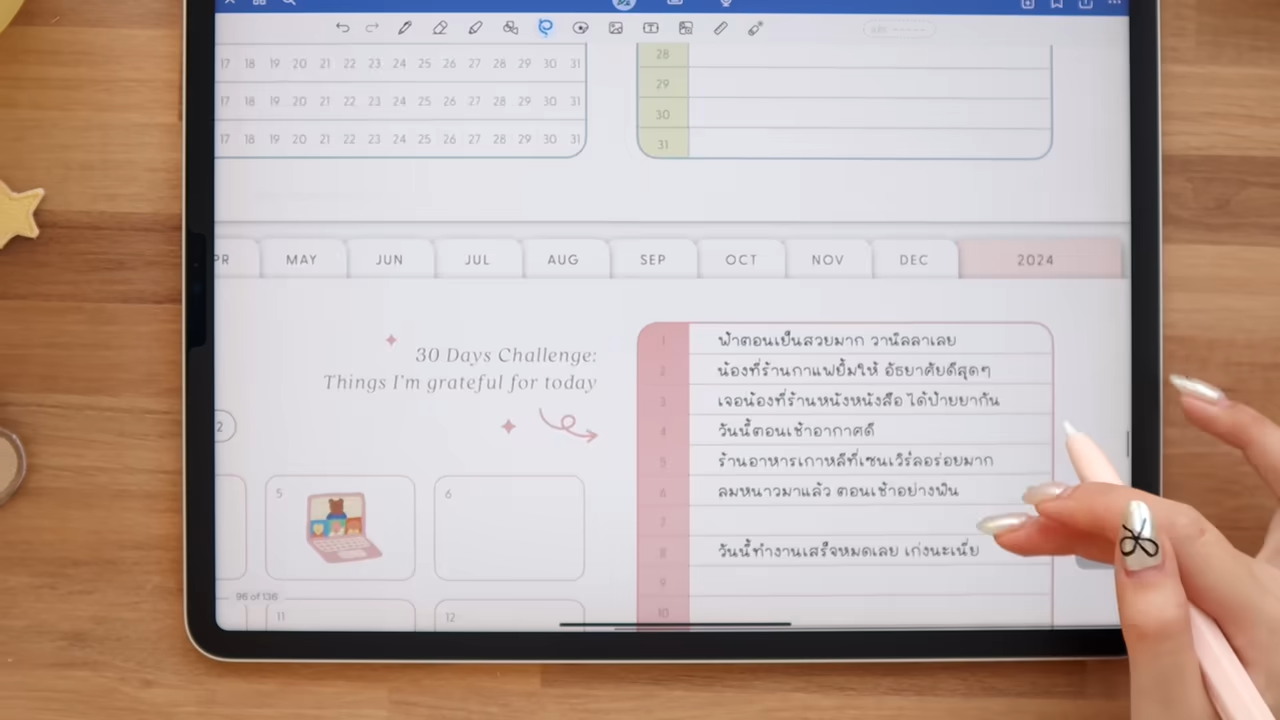 17 18 19 20 21 22 23 24 25 26 27 28 29 30 31
17 18 19 20 21 22 23 24 25 26 27 28 29 30 31
17 18 19 20 21 22 23 24 25 26 27 28 29 30 31
28
29
30
31
PR MAY JUN JUL AUG SEP OCT NOV DEC 2024
30 Days Challenge:
Things I'm grateful for today
2
5 6
96 of 136
11 12
1 ฟ้าตอนเย็นสวยมาก วานิลลาเลย
2 น้องที่ร้านกาแฟยิ้มให้ อัธยาศัยดีสุดๆ
3 เจอน้องที่ร้านหนังหนังสือ ได้ป้ายยากัน
4 วันนี้ตอนเช้าอากาศดี
5 ร้านอาหารเกาหลีที่เซนเวิร์ลอร่อยมาก
6 ลมหนาวมาแล้ว ตอนเช้าอย่างฟิน
7
8 วันนี้ทำงานเสร็จหมดเลย เก่งนะเนี่ย
9
10